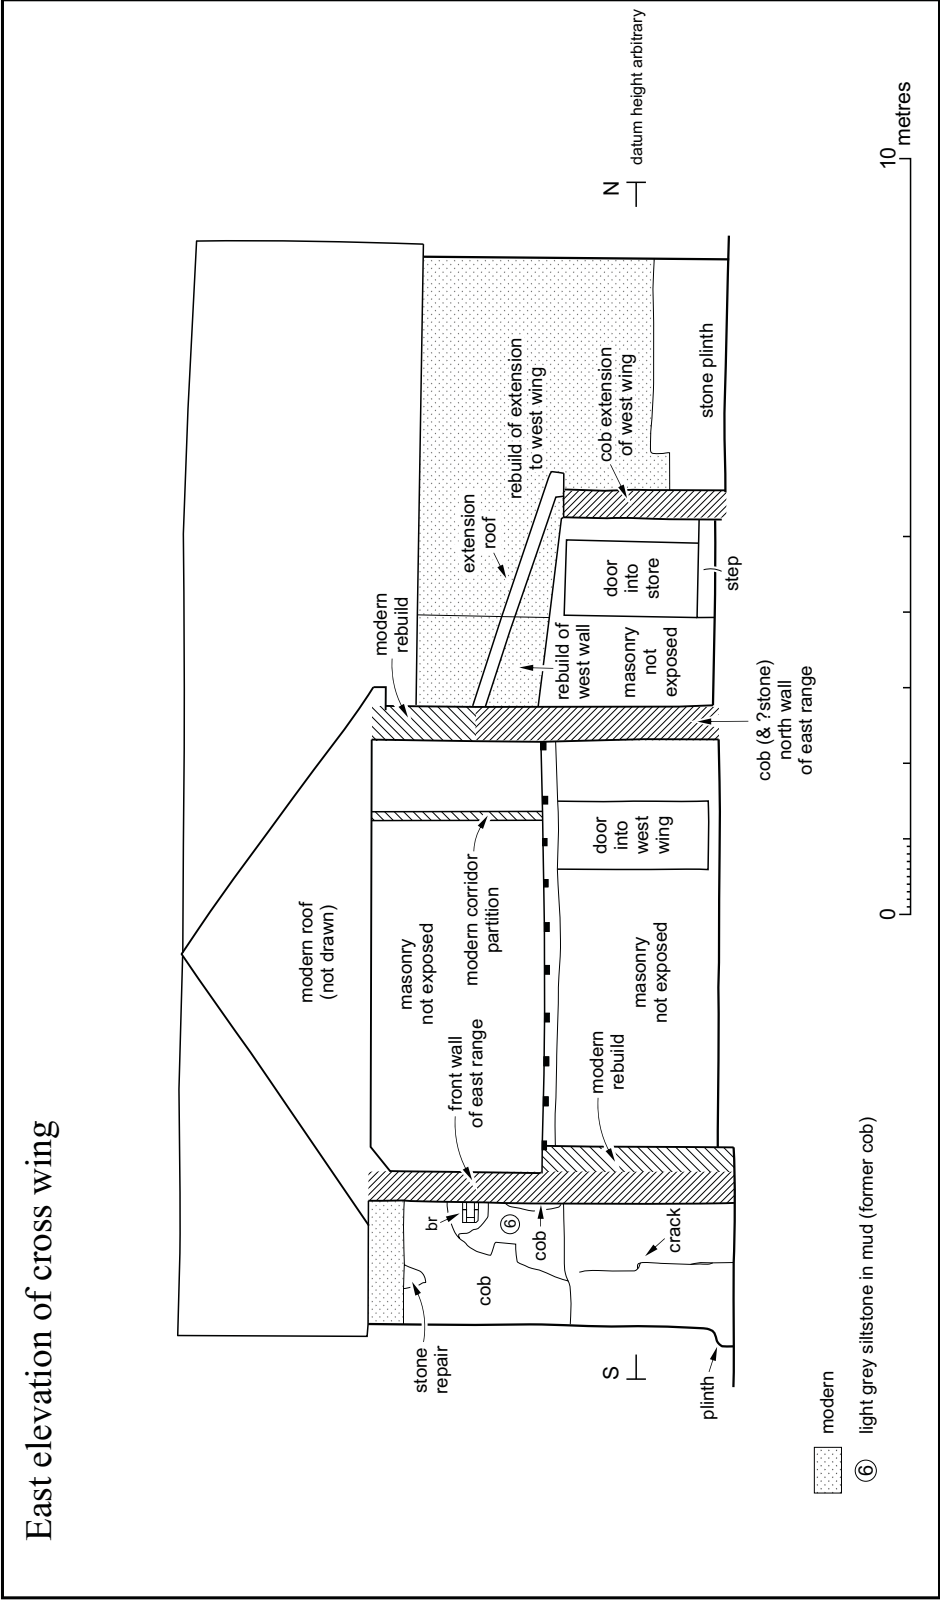 East elevation of cross wing
modern roof
(not drawn)
modern
rebuild
extension
roof
rebuild of extension
to west wing
masonry
not exposed
modern corridor
partition
front wall
of east range
stone
repair
br
6
cob
cob
cob extension
of west wing
rebuild of
west wall
door
into
store
masonry
not
exposed
stone plinth
step
S
N
datum height arbitrary
modern
rebuild
door
into
west
wing
masonry
not exposed
crack
plinth
cob (& ?stone)
north wall
of east range
modern
6 light grey siltstone in mud (former cob)
0
10
metres